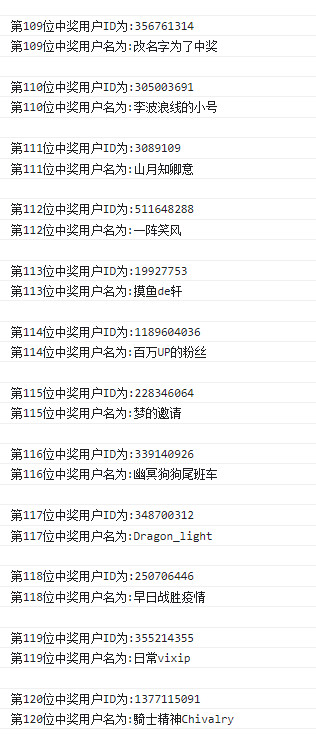 第109位中奖用户ID为:356761314
第109位中奖用户名为:改名字为了中奖
第110位中奖用户ID为:305003691
第110位中奖用户名为:李波浪线的小号
第111位中奖用户ID为:3089109
第111位中奖用户名为:山月知卿意
第112位中奖用户ID为:511648288
第112位中奖用户名为:一阵笑风
第113位中奖用户ID为:19927753
第113位中奖用户名为:摸鱼de轩
第114位中奖用户ID为:1189604036
第114位中奖用户名为:百万UP的粉丝
第115位中奖用户ID为:228346064
第115位中奖用户名为:梦的邀请
第116位中奖用户ID为:339140926
第116位中奖用户名为:幽冥狗狗尾班车
第117位中奖用户ID为:348700312
第117位中奖用户名为:Dragon_light
第118位中奖用户ID为:250706446
第118位中奖用户名为:早日战胜疫情
第119位中奖用户ID为:355214355
第119位中奖用户名为:日常vixip
第120位中奖用户ID为:1377115091
第120位中奖用户名为:骑士精神Chivalry